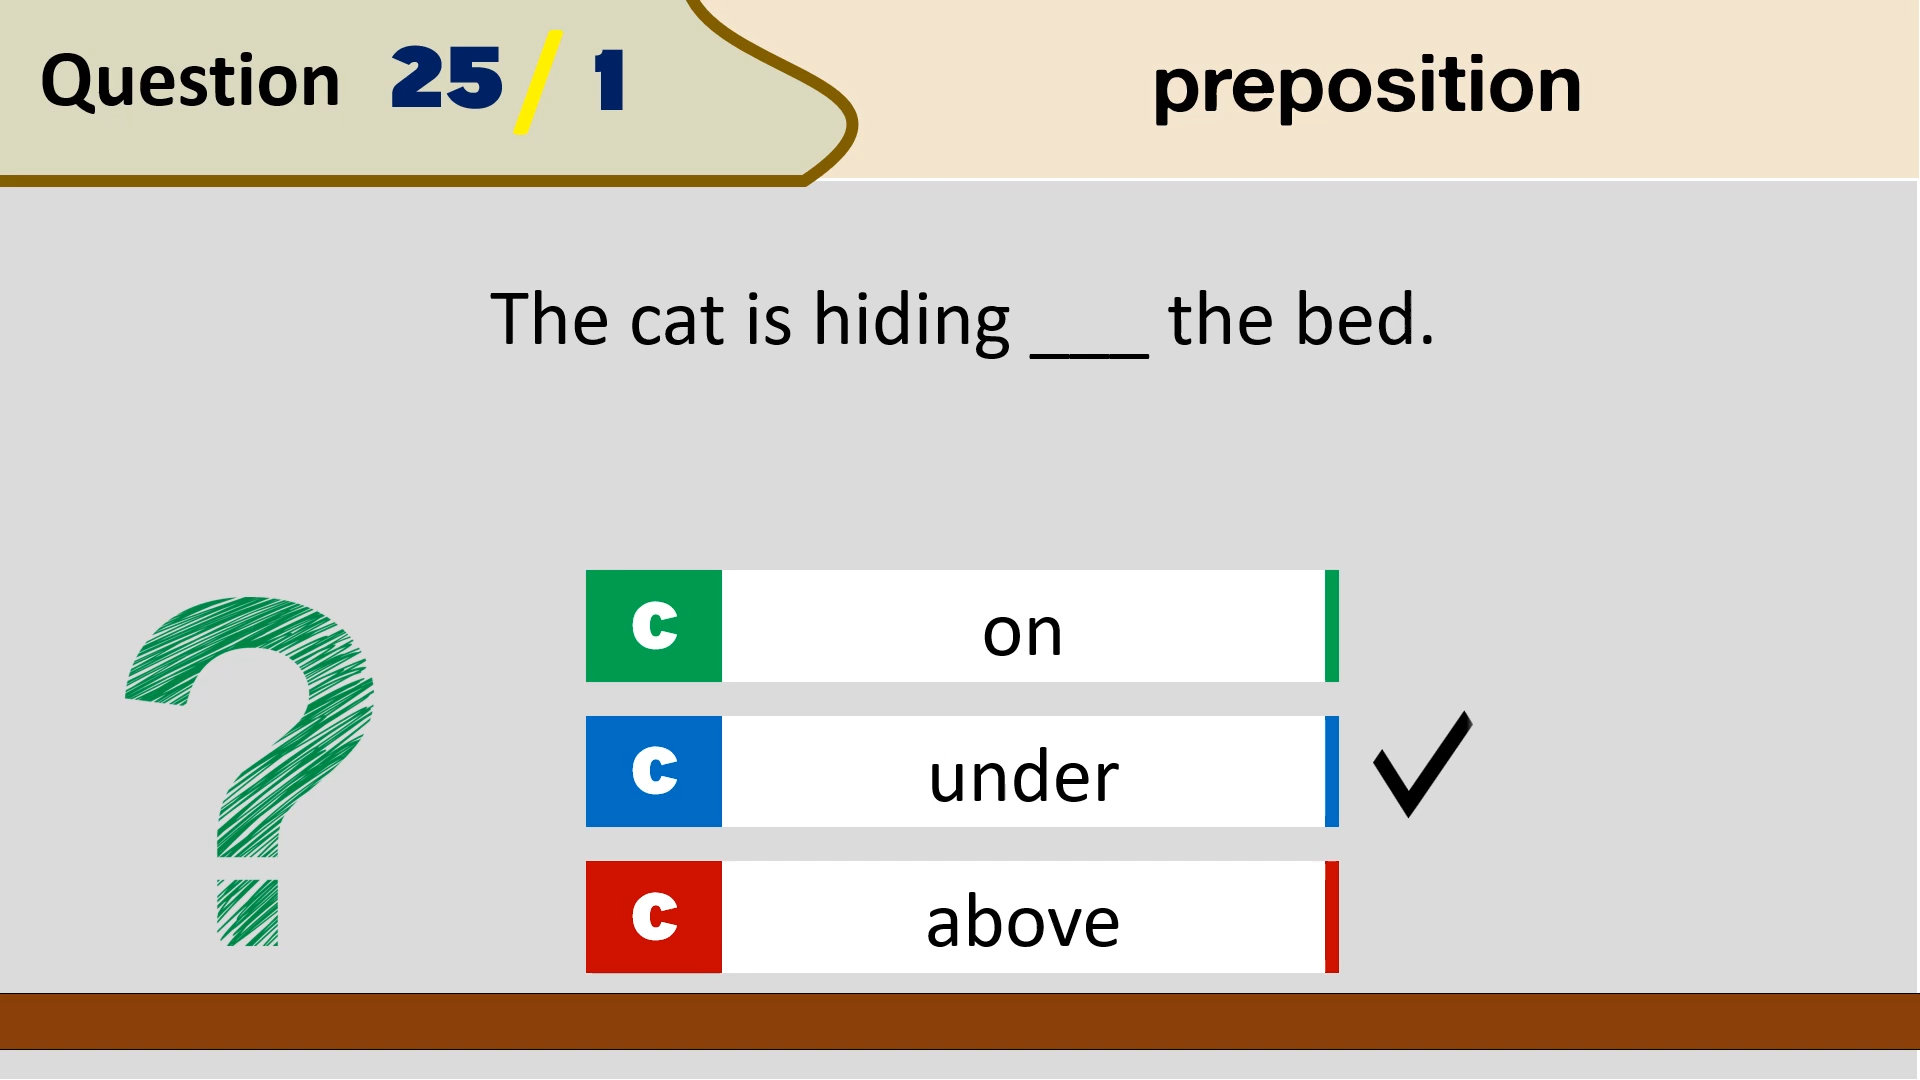 Question 25 / 1
preposition
The cat is hiding ___ the bed.
C on
C under
C above